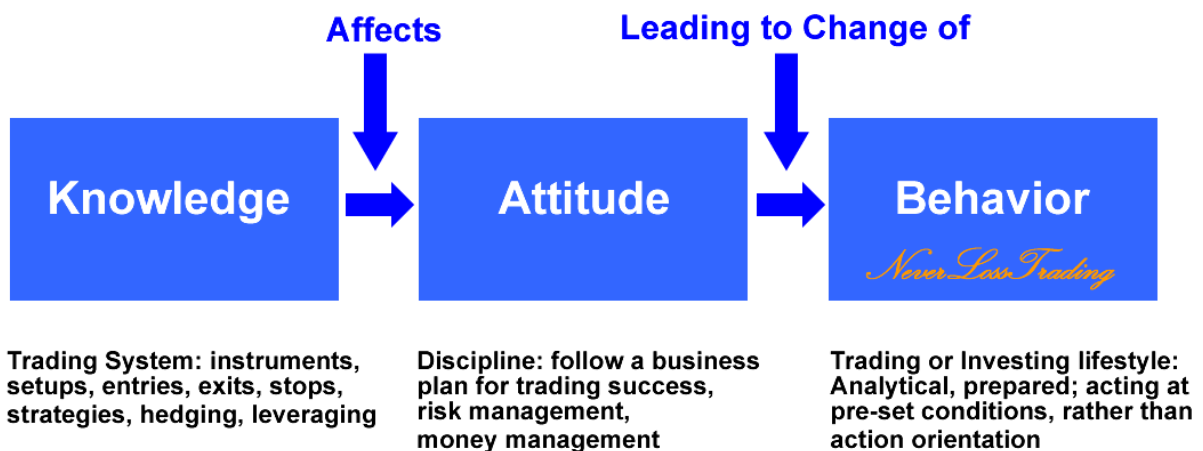 Affects
Leading to Change of
Knowledge
Attitude
Behavior
NeverLossTrading
Trading System: instruments,
setups, entries, exits, stops,
strategies, hedging, leveraging
Discipline: follow a business
plan for trading success,
risk management,
money management
Trading or Investing lifestyle:
Analytical, prepared; acting at
pre-set conditions, rather than
action orientation